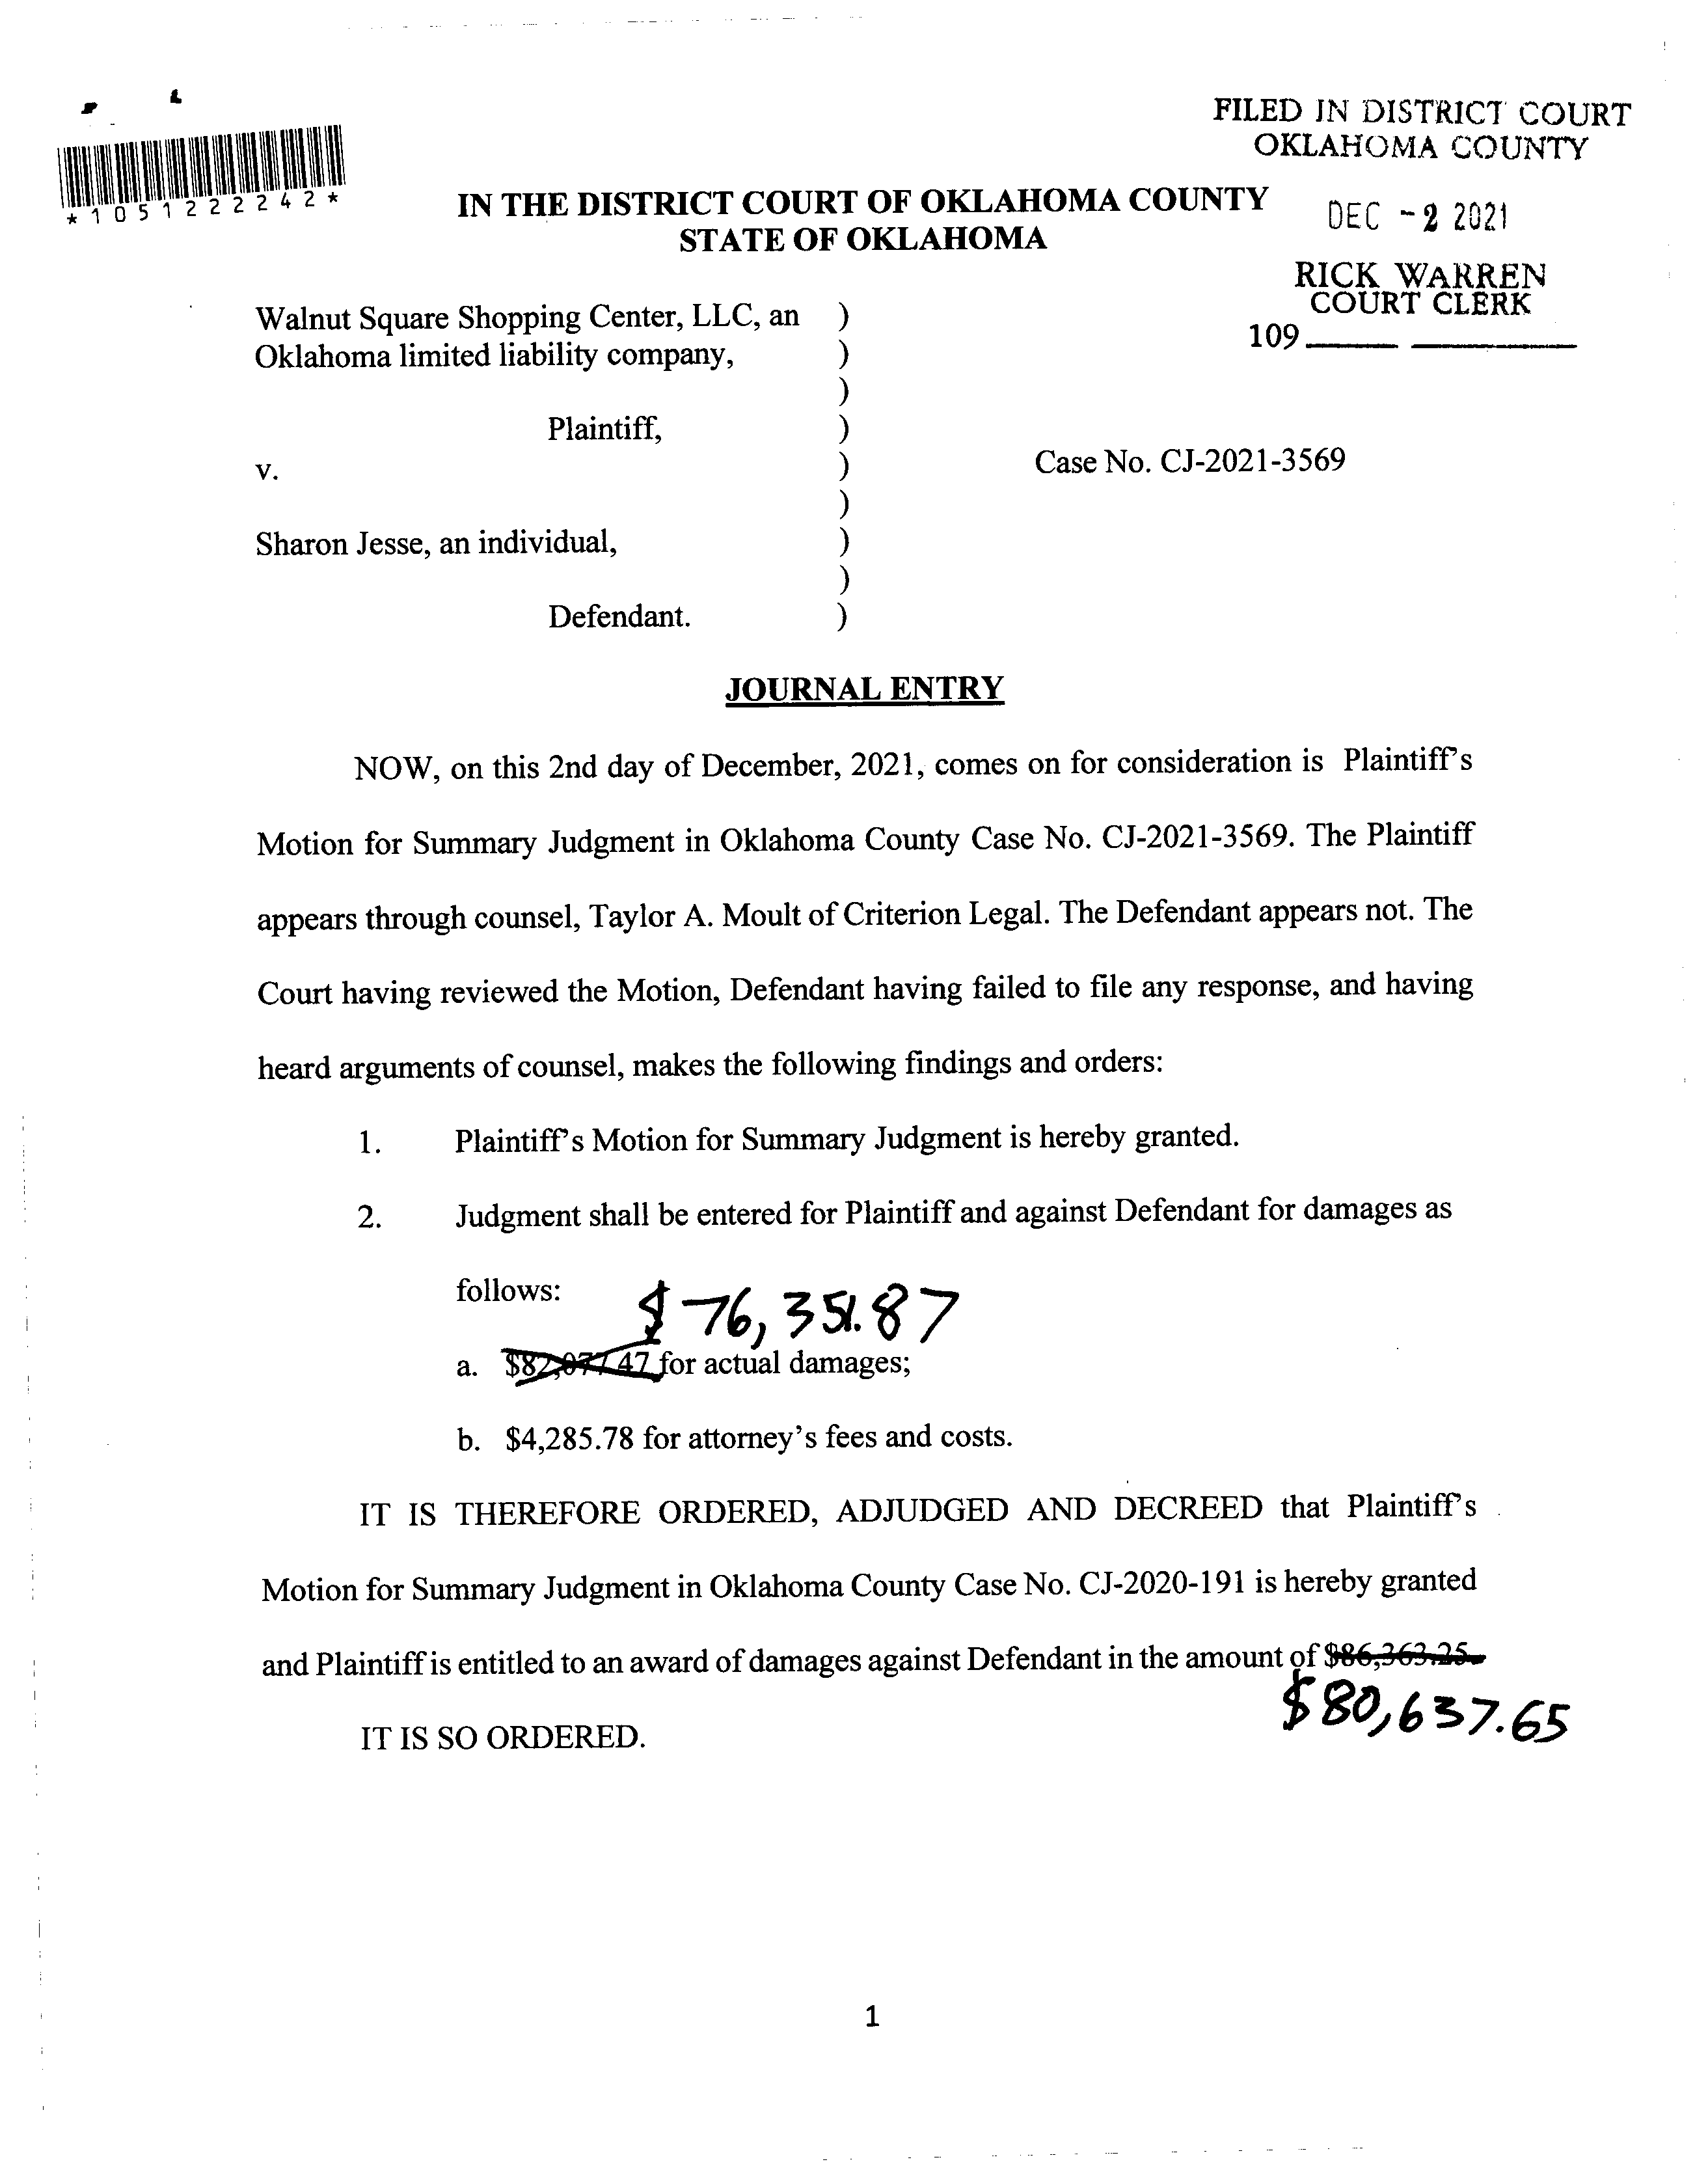 FILED IN DISTRICT COURT
OKLAHOMA COUNTY
*1051222242*
IN THE DISTRICT COURT OF OKLAHOMA COUNTY
STATE OF OKLAHOMA
DEC -2 2021
RICK WARREN
COURT CLERK
109
Walnut Square Shopping Center, LLC, an )
Oklahoma limited liability company, )
)
Plaintiff, )
v. ) Case No. CJ-2021-3569
)
Sharon Jesse, an individual, )
)
Defendant. )
JOURNAL ENTRY
NOW, on this 2nd day of December, 2021, comes on for consideration is Plaintiff's
Motion for Summary Judgment in Oklahoma County Case No. CJ-2021-3569. The Plaintiff
appears through counsel, Taylor A. Moult of Criterion Legal. The Defendant appears not. The
Court having reviewed the Motion, Defendant having failed to file any response, and having
heard arguments of counsel, makes the following findings and orders:
1. Plaintiff's Motion for Summary Judgment is hereby granted.
2. Judgment shall be entered for Plaintiff and against Defendant for damages as
follows:
$76,351.87
a. $82,077.47 for actual damages;
b. $4,285.78 for attorney's fees and costs.
IT IS THEREFORE ORDERED, ADJUDGED AND DECREED that Plaintiff's
Motion for Summary Judgment in Oklahoma County Case No. CJ-2020-191 is hereby granted
and Plaintiff is entitled to an award of damages against Defendant in the amount of $86,363.25.
$80,637.65
IT IS SO ORDERED.
1